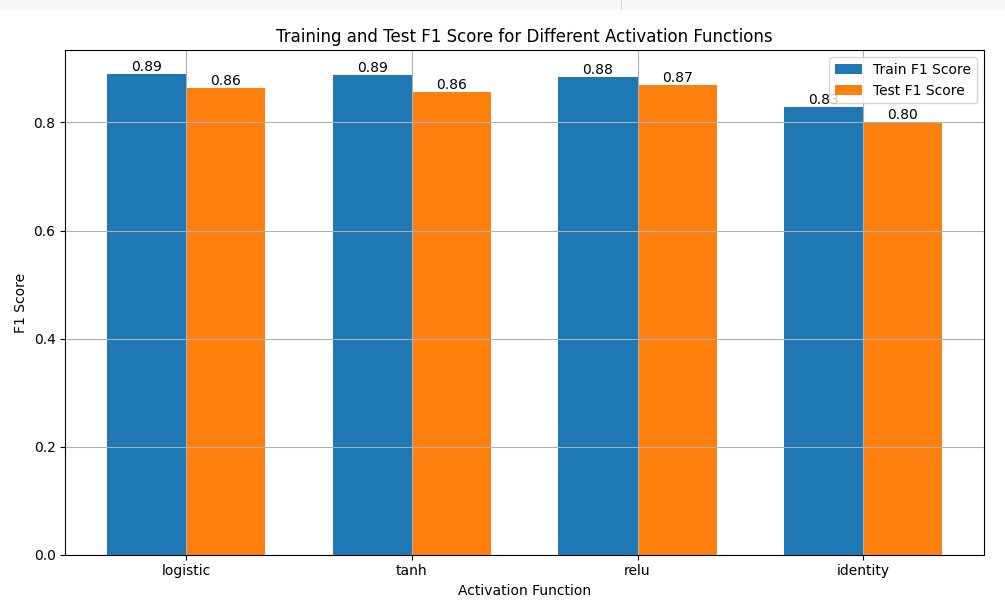 Training and Test F1 Score for Different Activation Functions
Train F1 Score
Test F1 Score
0.89
0.86
0.89
0.86
0.88
0.87
0.83
0.80
F1 Score
0.8
0.6
0.4
0.2
0.0
logistic
tanh
relu
identity
Activation Function